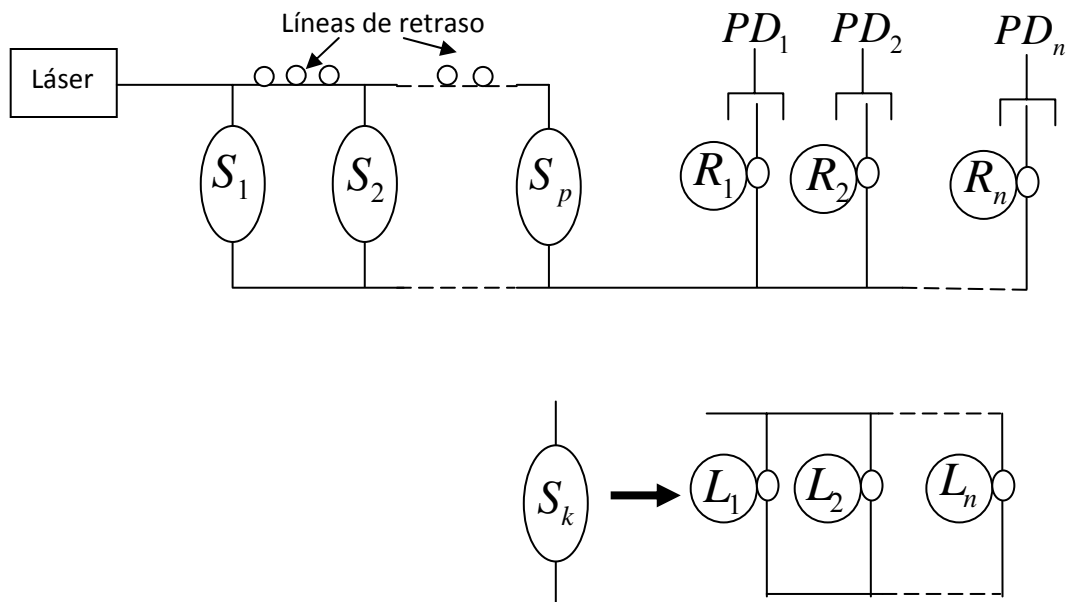 Líneas de retraso
PD₁ PD₂ PDₙ
Láser
S₁ S₂ Sₚ R₁ R₂ Rₙ
Sₖ L₁ L₂ Lₙ